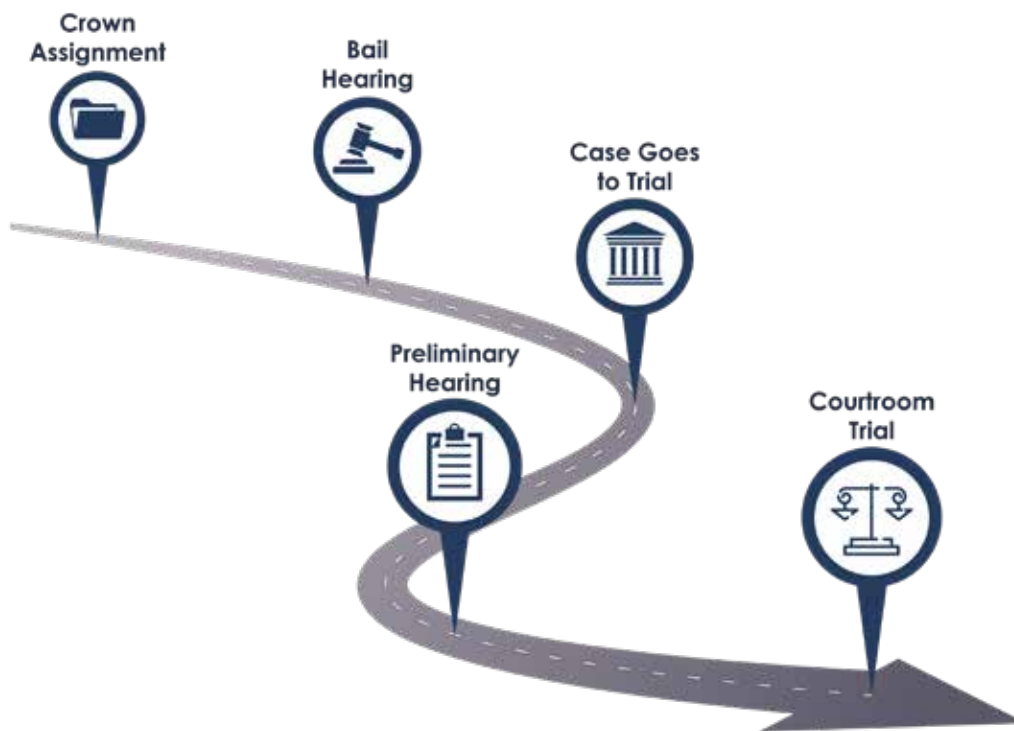 Crown
Assignment
Bail
Hearing
Case Goes
to Trial
Preliminary
Hearing
Courtroom
Trial